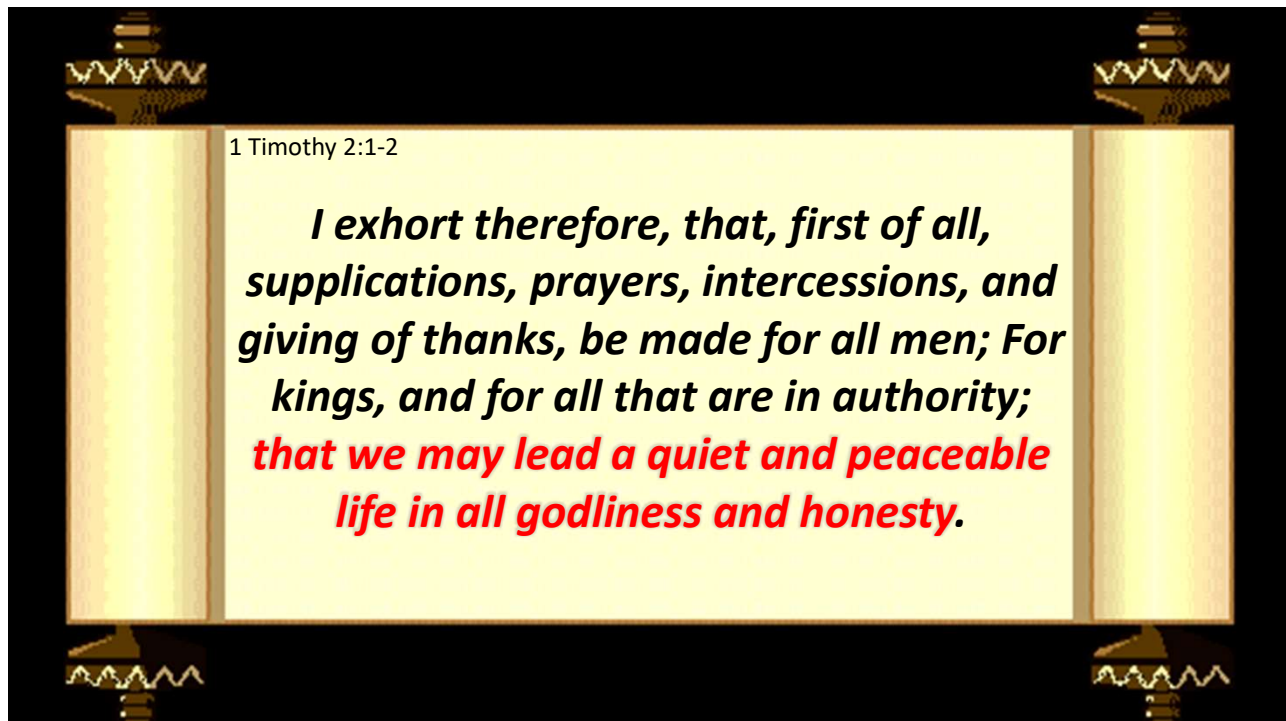 1 Timothy 2:1-2
I exhort therefore, that, first of all,
supplications, prayers, intercessions, and
giving of thanks, be made for all men; For
kings, and for all that are in authority;
that we may lead a quiet and peaceable
life in all godliness and honesty.